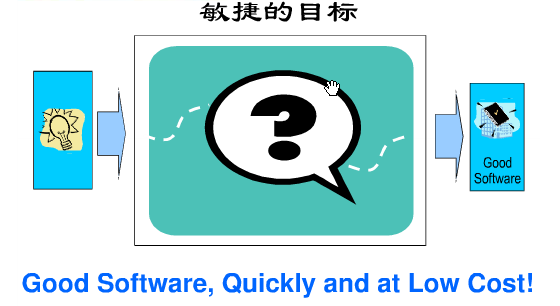 敏捷的目标
?
Good
Software
Good Software, Quickly and at Low Cost!